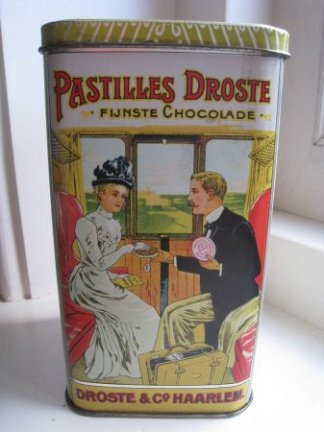 PASTILLES DROSTE
FIJNSTE CHOCOLADE
DROSTE & Co HAARLEM.